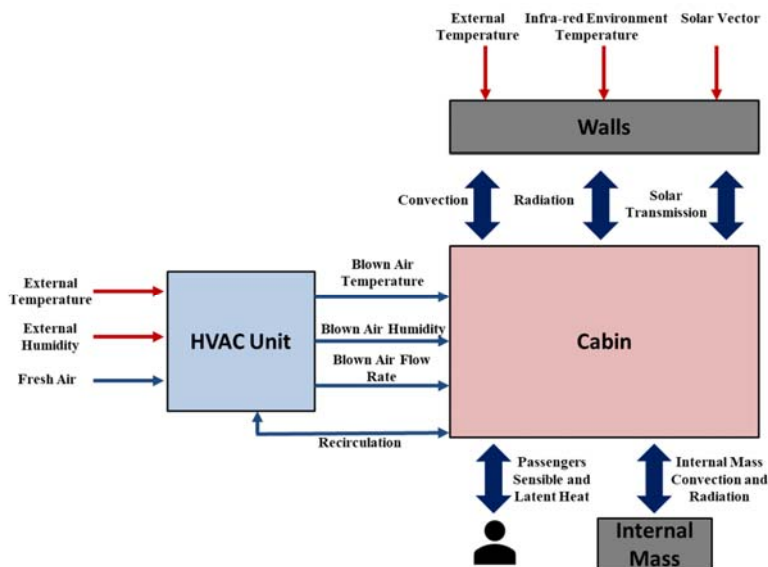 External
Temperature
Infra-red Environment
Temperature
Solar Vector
Walls
Convection
Radiation
Solar
Transmission
External
Temperature
External
Humidity
Fresh Air
HVAC Unit
Blown Air
Temperature
Blown Air Humidity
Blown Air Flow
Rate
Recirculation
Cabin
Passengers
Sensible and
Latent Heat
Internal Mass
Convection and
Radiation
Internal
Mass